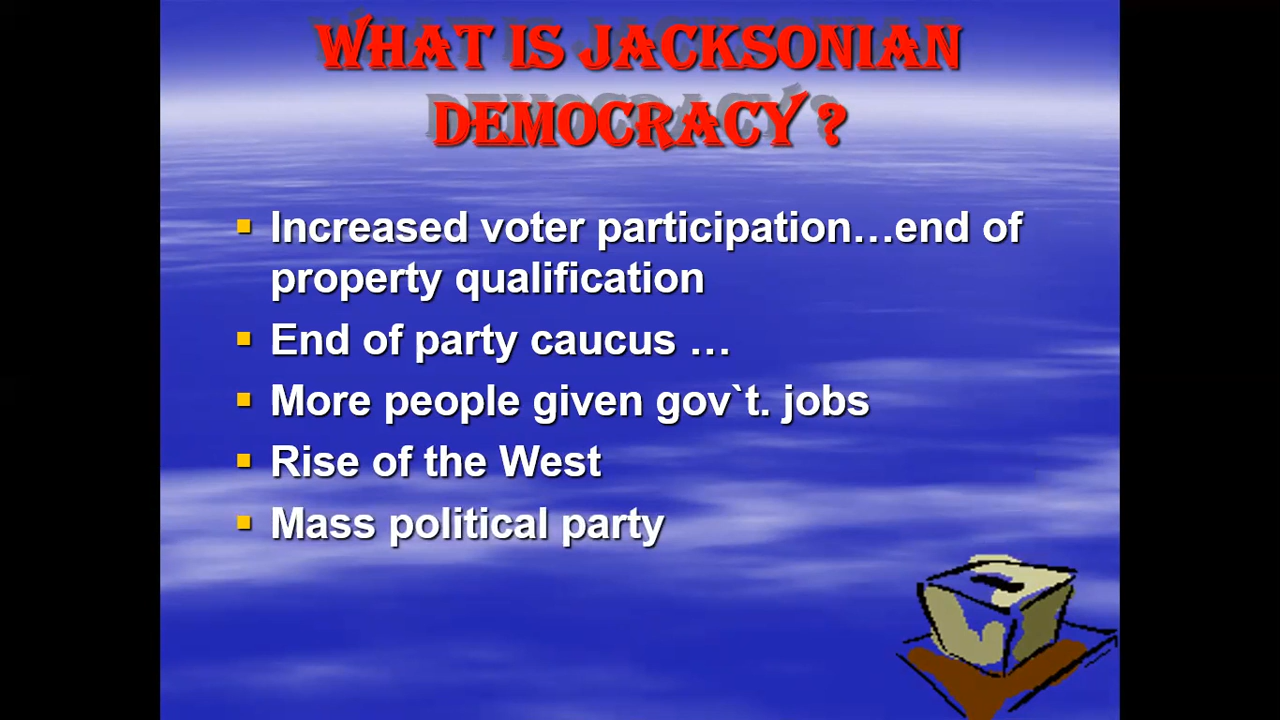 WHAT IS JACKSONIAN
DEMOCRACY ?
▪ Increased voter participation…end of
property qualification
▪ End of party caucus …
▪ More people given gov`t. jobs
▪ Rise of the West
▪ Mass political party